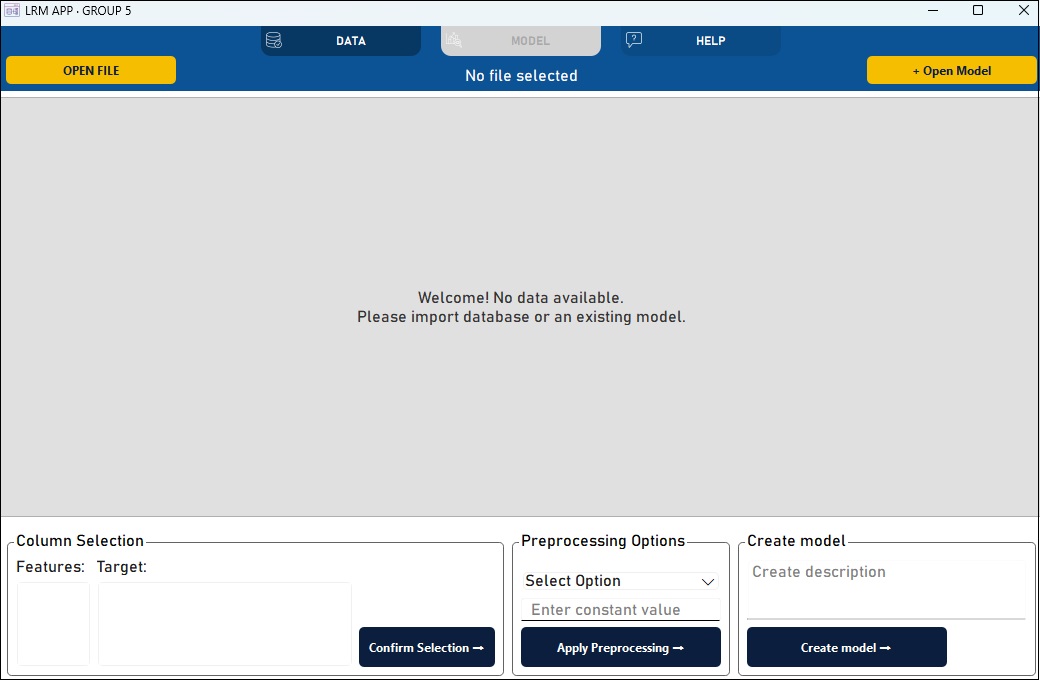 LRM APP · GROUP 5
DATA
MODEL
HELP
OPEN FILE
No file selected
+ Open Model
Welcome! No data available.
Please import database or an existing model.
Column Selection
Features: Target:
Confirm Selection →
Preprocessing Options
Select Option
Enter constant value
Apply Preprocessing →
Create model
Create description
Create model →